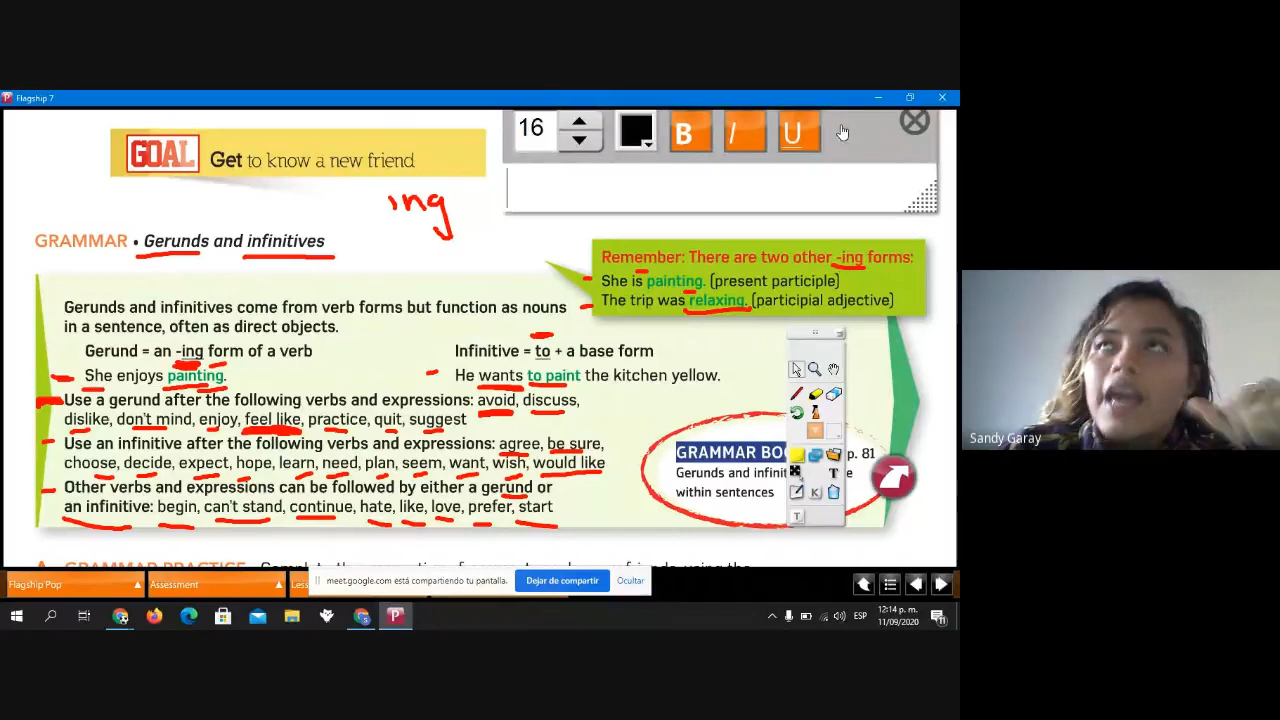 Flagship 7
16
B I U
GOAL Get to know a new friend
ing
GRAMMAR • Gerunds and infinitives
Remember: There are two other -ing forms:
She is painting. (present participle)
The trip was relaxing. (participial adjective)
Gerunds and infinitives come from verb forms but function as nouns
in a sentence, often as direct objects.
Gerund = an -ing form of a verb
Infinitive = to + a base form
She enjoys painting.
He wants to paint the kitchen yellow.
Use a gerund after the following verbs and expressions: avoid, discuss,
dislike, don't mind, enjoy, feel like, practice, quit, suggest
Use an infinitive after the following verbs and expressions: agree, be sure,
choose, decide, expect, hope, learn, need, plan, seem, want, wish, would like
Other verbs and expressions can be followed by either a gerund or
an infinitive: begin, can't stand, continue, hate, like, love, prefer, start
GRAMMAR BOO p. 81
Gerunds and infinit e
within sentences
T
K
T
Sandy Garay
A GRAMMAR PRACTICE
Flagship Pop
Assessment
Less
meet.google.com está compartiendo tu pantalla.
Dejar de compartir
Ocultar
ESP
12:14 p. m.
11/09/2020
11